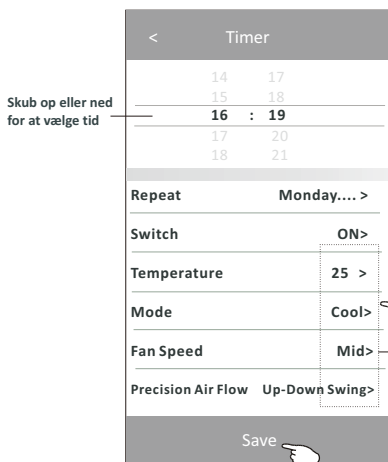 < Timer
14 17
15 18
Skub op eller ned
for at vælge tid
16 : 19
17 20
18 21
Repeat Monday.... >
Switch ON>
Temperature 25 >
Mode Cool>
Fan Speed Mid>
Precision Air Flow Up-Down Swing>
Save